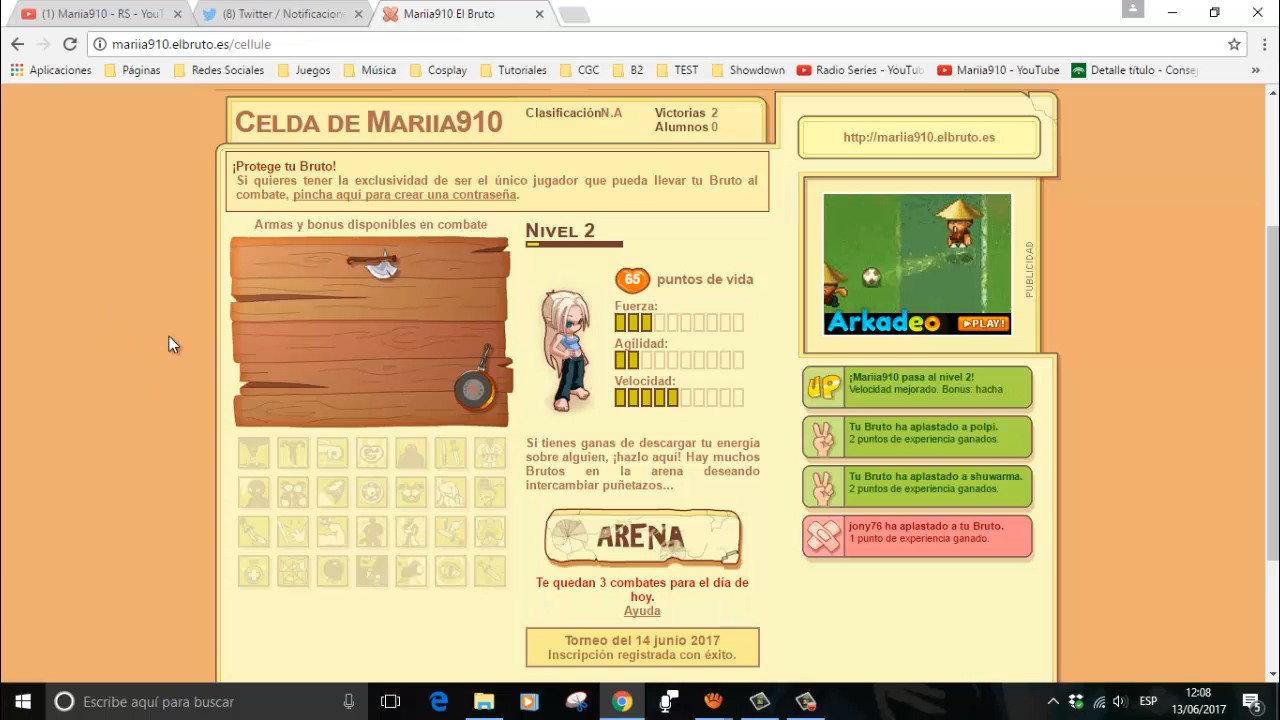 (1) Mariia910 - RS - YouT
(8) Twitter / Notificacion
Mariia910 El Bruto
mariia910.elbruto.es/cellule
Aplicaciones
Páginas
Redes Sociales
Juegos
Música
Cosplay
Tutoriales
CGC
B2
TEST
Showdown
Radio Series - YouTub
Mariia910 - YouTube
Detalle título - Consej
»
Celda de Mariia910
Clasificación N.A
Victorias 2
Alumnos 0
http://mariia910.elbruto.es
¡Protege tu Bruto!
Si quieres tener la exclusividad de ser el único jugador que pueda llevar tu Bruto al
combate, pincha aquí para crear una contraseña.
Armas y bonus disponibles en combate
Nivel 2
65 puntos de vida
Fuerza:
Agilidad:
Velocidad:
Si tienes ganas de descargar tu energía
sobre alguien, ¡hazlo aquí! Hay muchos
Brutos en la arena deseando
intercambiar puñetazos...
ARENA
Te quedan 3 combates para el día de
hoy.
Ayuda
Torneo del 14 junio 2017
Inscripción registrada con éxito.
PUBLICIDAD
Arkadeo
PLAY!
UP
¡Mariia910 pasa al nivel 2!
Velocidad mejorado. Bonus: hacha
Tu Bruto ha aplastado a polpi.
2 puntos de experiencia ganados.
Tu Bruto ha aplastado a shuwarma.
2 puntos de experiencia ganados.
jony76 ha aplastado a tu Bruto.
1 punto de experiencia ganado.
Escribe aquí para buscar
ESP
12:08
13/06/2017
5